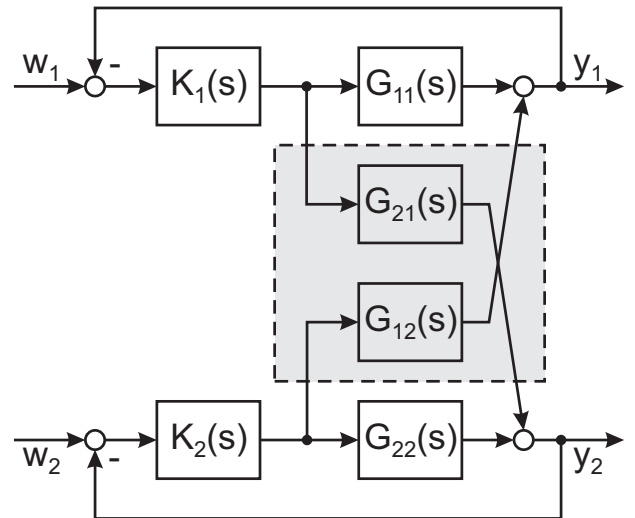 w₁ - K₁(s) G₁₁(s) y₁
G₂₁(s)
G₁₂(s)
w₂ - K₂(s) G₂₂(s) y₂